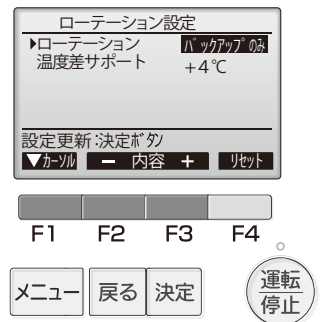 ローテーション設定
▶ローテーション バックアップのみ
温度差サポート +4℃
設定更新:決定ボタン
▼カーソル − 内容 + リセット
F1 F2 F3 F4
メニュー 戻る 決定 運転
停止